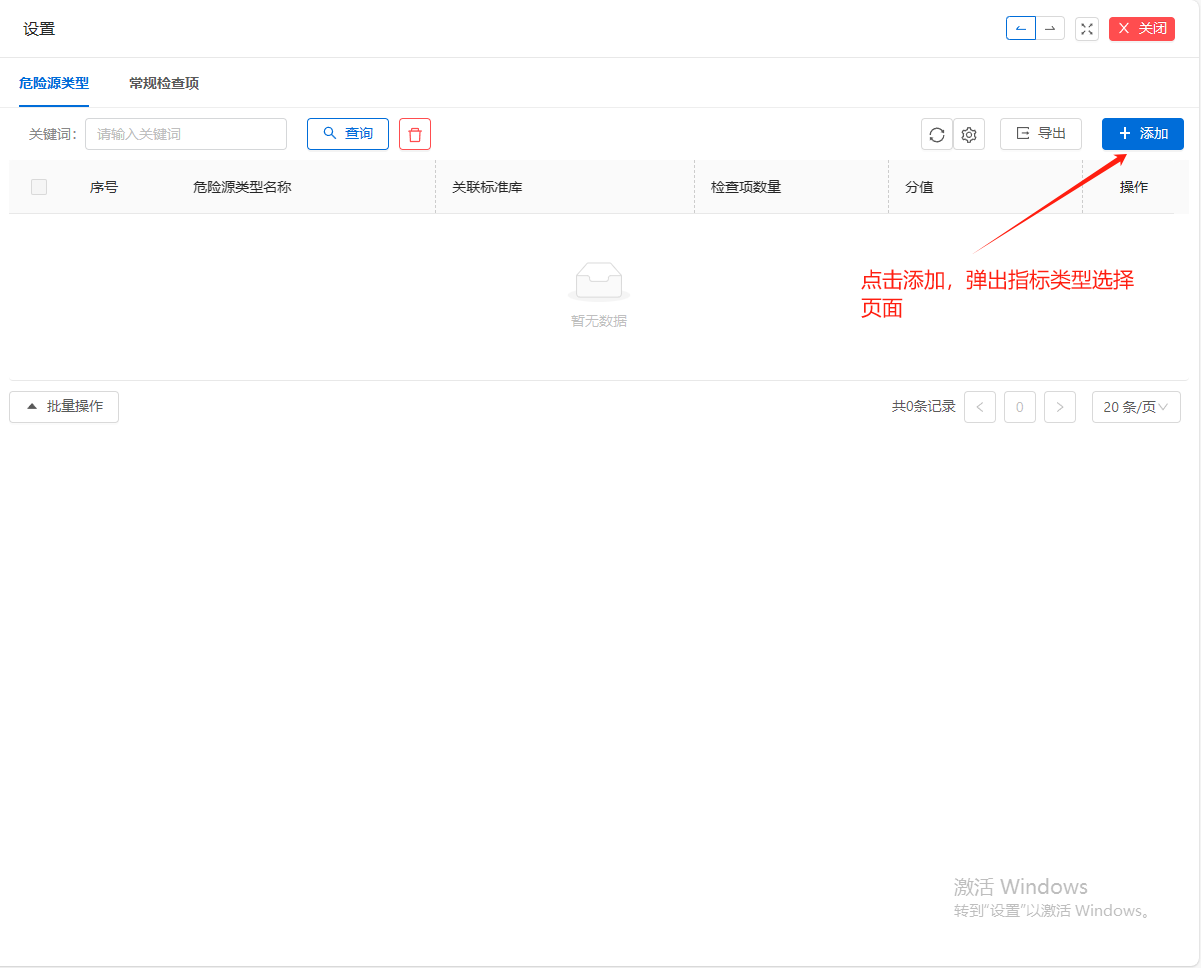 设置
关闭
危险源类型 常规检查项
关键词: 请输入关键词 查询 导出 添加
序号 危险源类型名称 关联标准库 检查项数量 分值 操作
点击添加，弹出指标类型选择
页面
暂无数据
批量操作 共0条记录 0 20 条/页
激活 Windows
转到"设置"以激活 Windows。